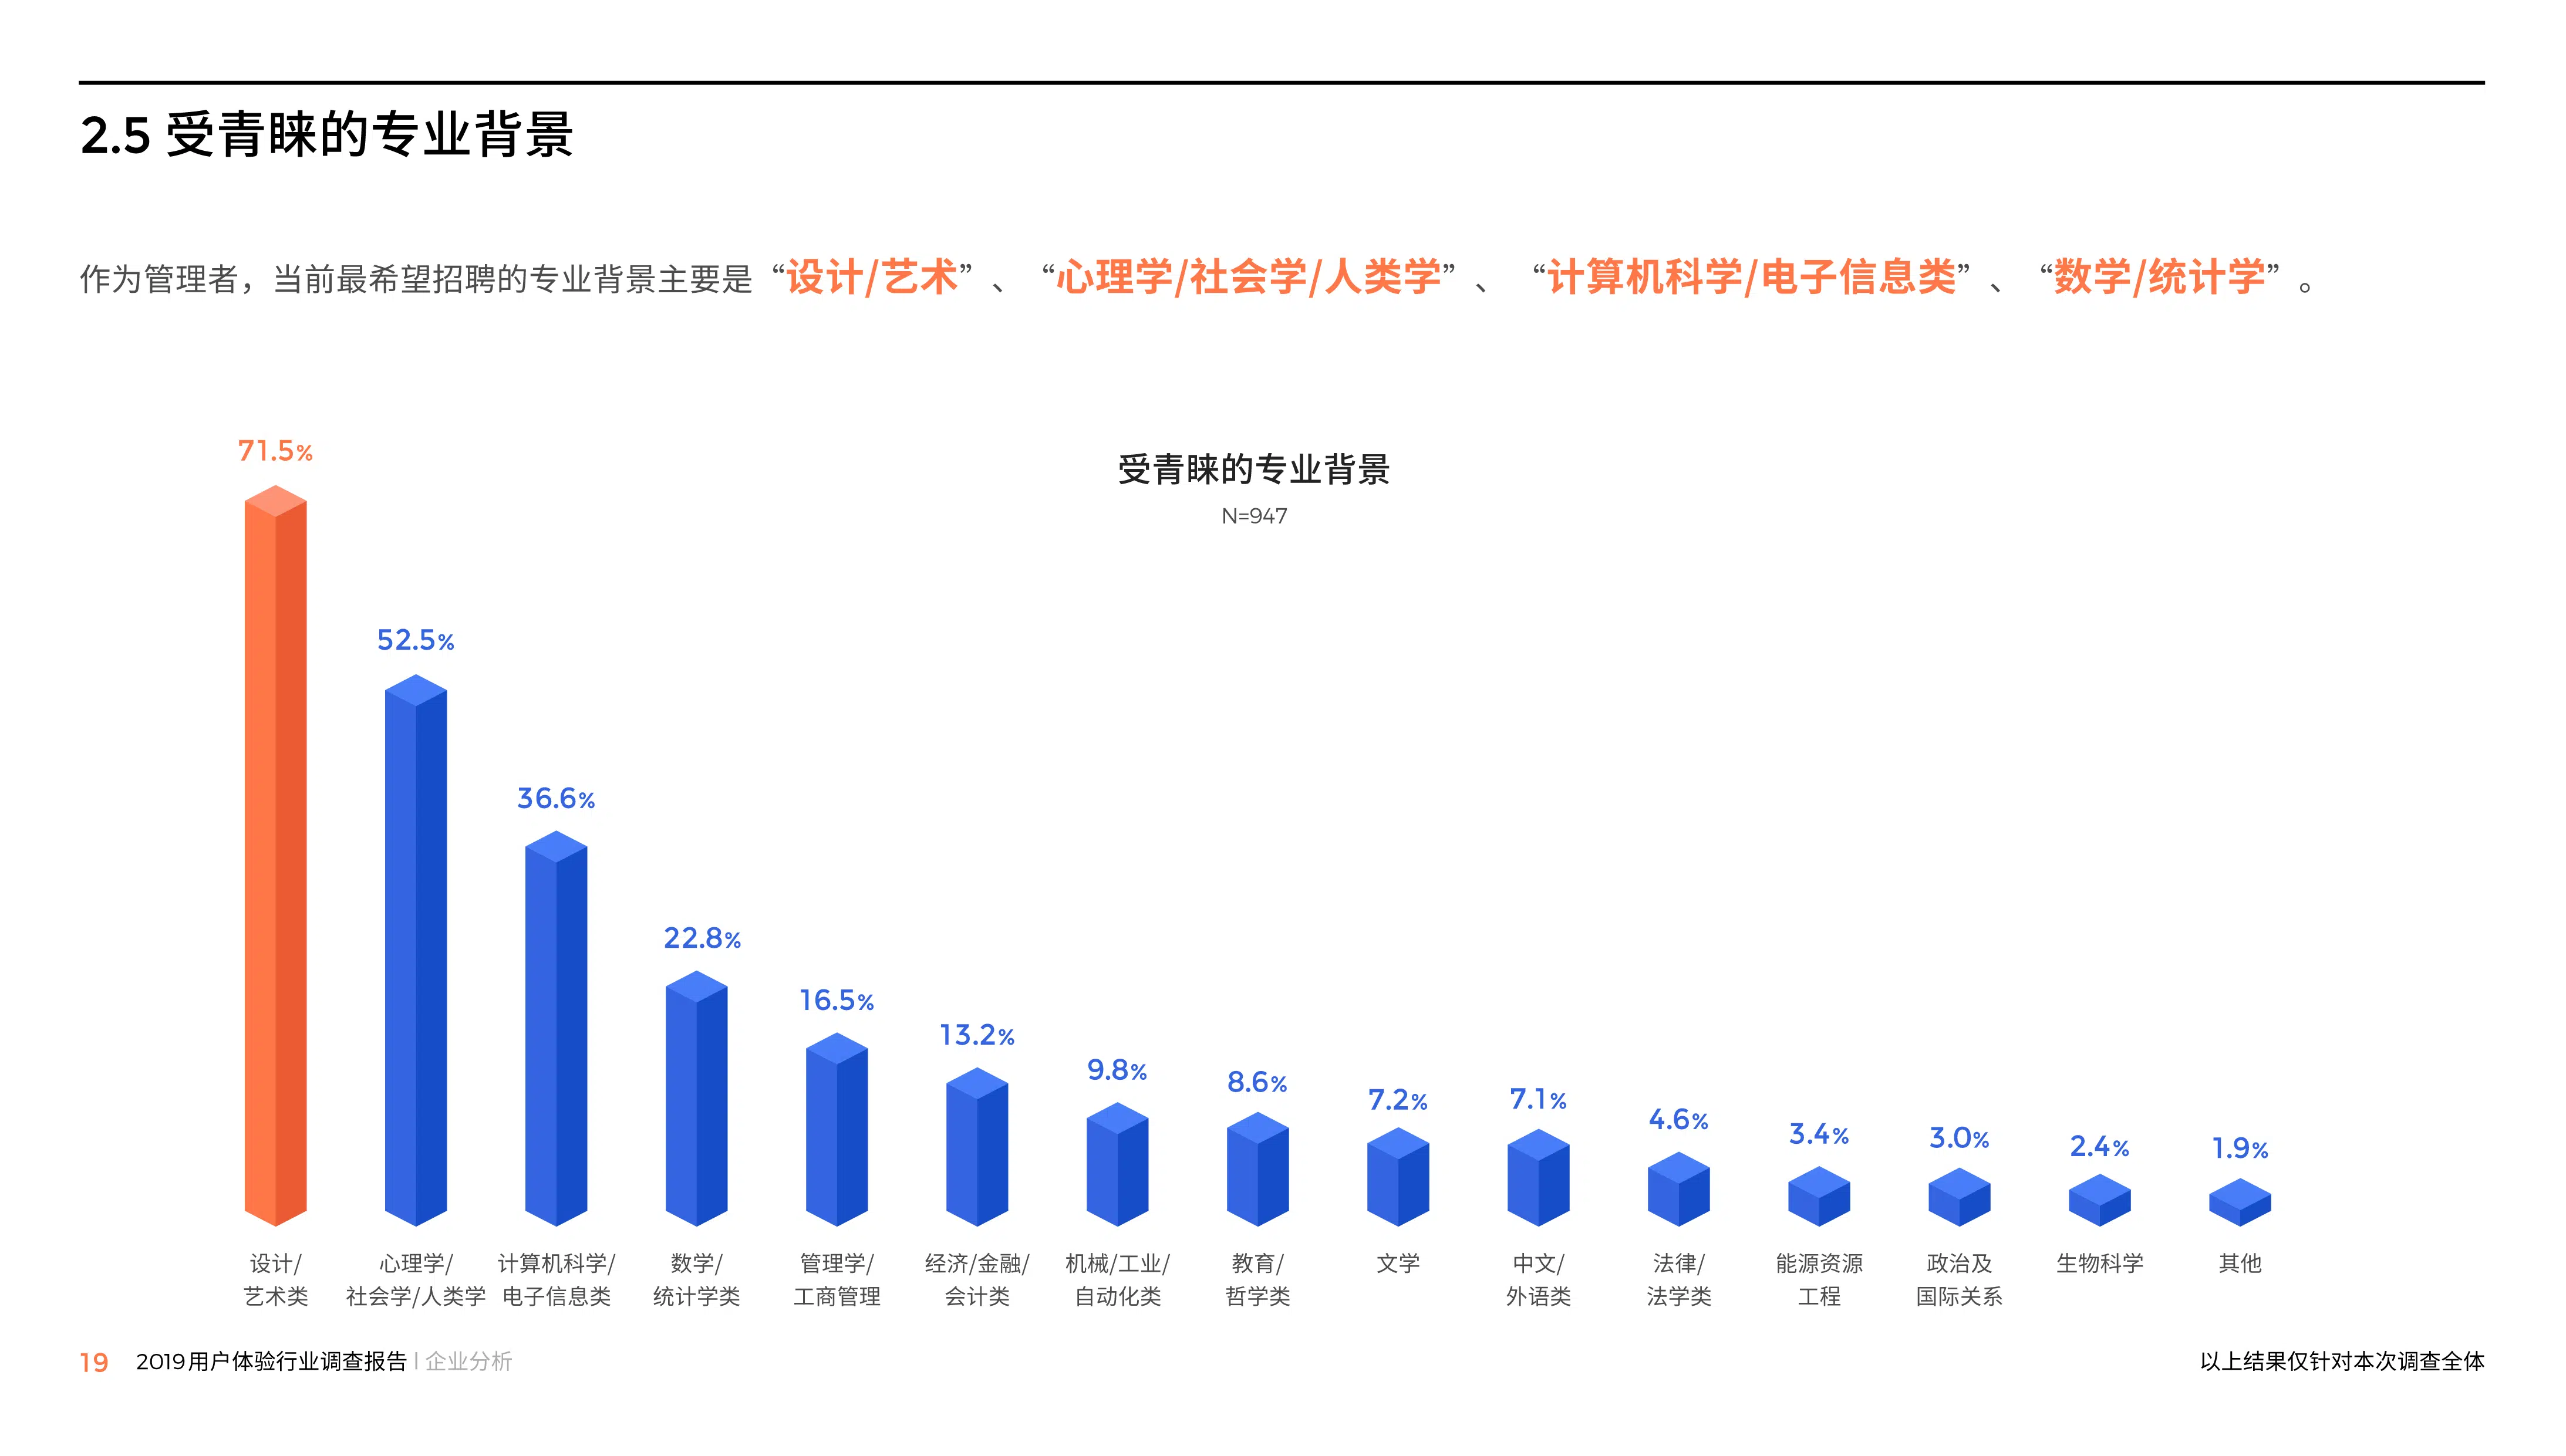 2.5 受青睐的专业背景
作为管理者，当前最希望招聘的专业背景主要是“设计/艺术”、“心理学/社会学/人类学”、“计算机科学/电子信息类”、“数学/统计学”。
受青睐的专业背景
N=947
71.5%
52.5%
36.6%
22.8%
16.5%
13.2%
9.8%
8.6%
7.2%
7.1%
4.6%
3.4%
3.0%
2.4%
1.9%
设计/
艺术类
心理学/
社会学/人类学
计算机科学/
电子信息类
数学/
统计学类
管理学/
工商管理
经济/金融/
会计类
机械/工业/
自动化类
教育/
哲学类
文学
中文/
外语类
法律/
法学类
能源资源
工程
政治及
国际关系
生物科学
其他
19 2019用户体验行业调查报告 | 企业分析
以上结果仅针对本次调查全体